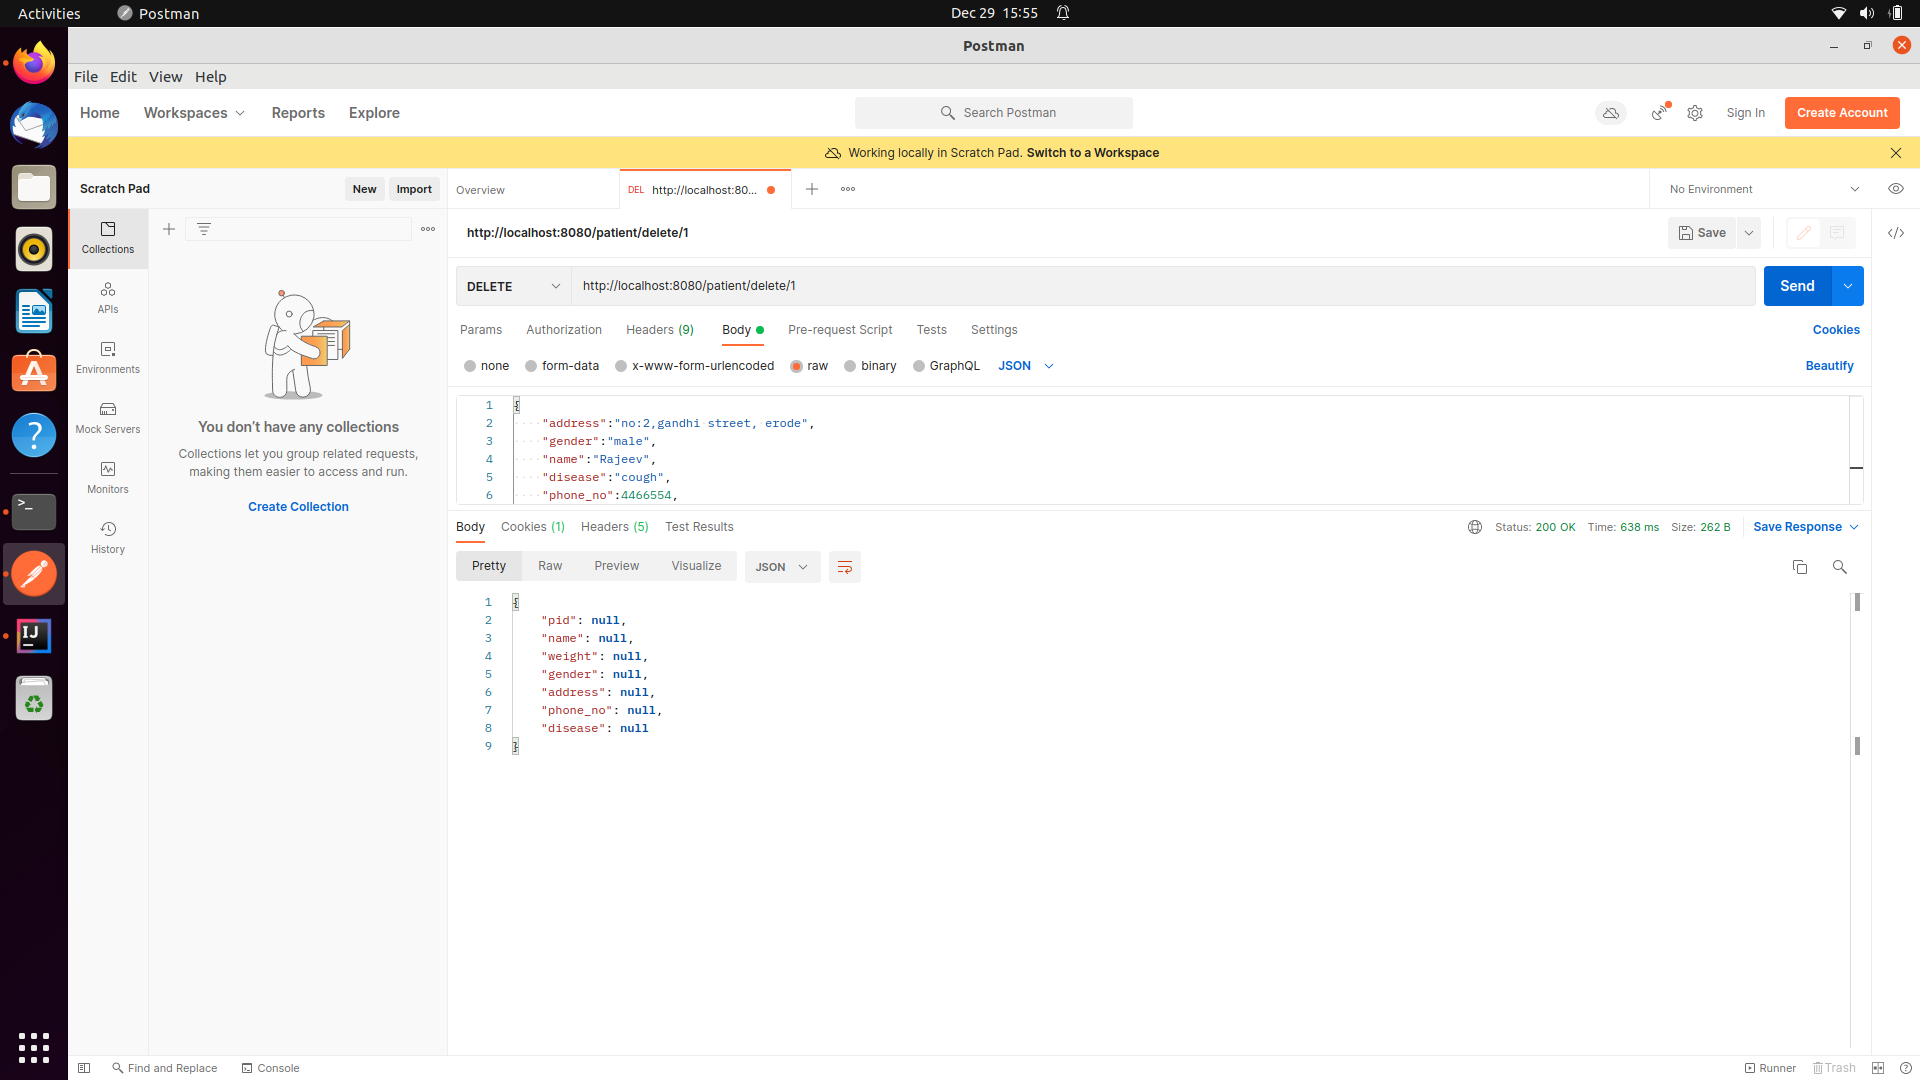 Activities Postman Dec 29 15:55
Postman
File Edit View Help
Home Workspaces Reports Explore Search Postman Sign In Create Account
Working locally in Scratch Pad. Switch to a Workspace
Scratch Pad New Import Overview DEL http://localhost:80... No Environment
Collections
http://localhost:8080/patient/delete/1 Save
DELETE http://localhost:8080/patient/delete/1 Send
APIs
Environments
Mock Servers
Monitors
History
You don't have any collections
Collections let you group related requests,
making them easier to access and run.
Create Collection
Params Authorization Headers (9) Body Pre-request Script Tests Settings Cookies
none form-data x-www-form-urlencoded raw binary GraphQL JSON Beautify
1 {
2 "address":"no:2,gandhi street, erode",
3 "gender":"male",
4 "name":"Rajeev",
5 "disease":"cough",
6 "phone_no":4466554,
Body Cookies (1) Headers (5) Test Results Status: 200 OK Time: 638 ms Size: 262 B Save Response
Pretty Raw Preview Visualize JSON
1 {
2 "pid": null,
3 "name": null,
4 "weight": null,
5 "gender": null,
6 "address": null,
7 "phone_no": null,
8 "disease": null
9 }
Find and Replace Console Runner Trash